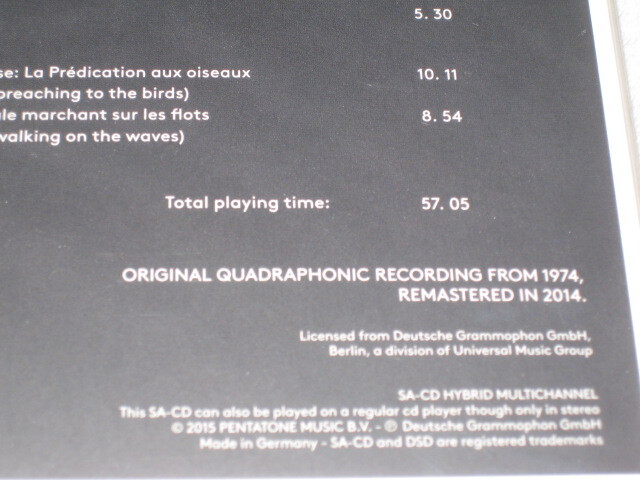 5. 30
se: La Prédication aux oiseaux 10. 11
preaching to the birds)
le marchant sur les flots 8. 54
walking on the waves)
Total playing time: 57. 05
ORIGINAL QUADRAPHONIC RECORDING FROM 1974,
REMASTERED IN 2014.
Licensed from Deutsche Grammophon GmbH,
Berlin, a division of Universal Music Group
SA-CD HYBRID MULTICHANNEL
This SA-CD can also be played on a regular cd player though only in stereo
© 2015 PENTATONE MUSIC B.V. - ℗ Deutsche Grammophon GmbH
Made in Germany - SA-CD and DSD are registered trademarks